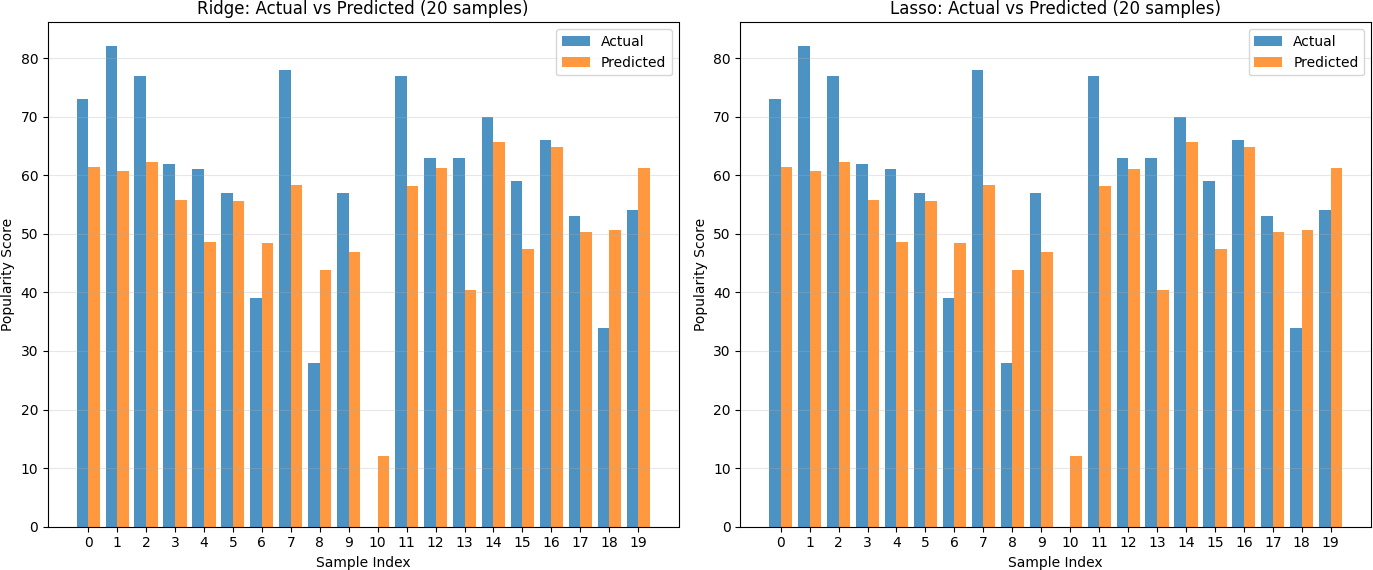 Ridge: Actual vs Predicted (20 samples)
Actual
Predicted
Popularity Score
80
70
60
50
40
30
20
10
0
0 1 2 3 4 5 6 7 8 9 10 11 12 13 14 15 16 17 18 19
Sample Index
Lasso: Actual vs Predicted (20 samples)
Actual
Predicted
Popularity Score
80
70
60
50
40
30
20
10
0
0 1 2 3 4 5 6 7 8 9 10 11 12 13 14 15 16 17 18 19
Sample Index